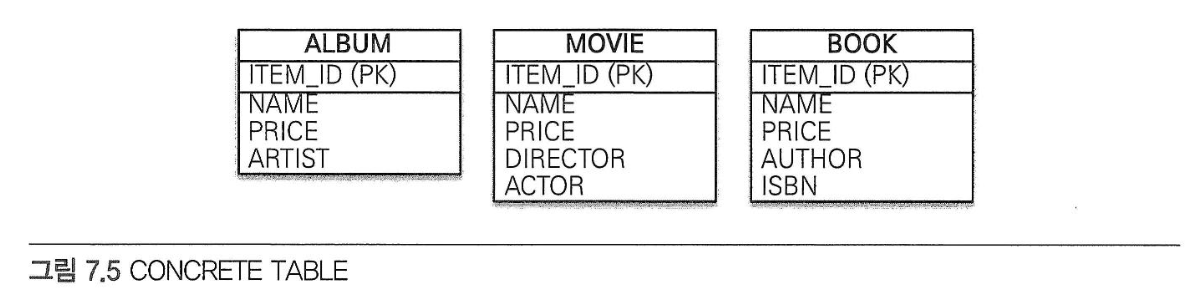 ALBUM
ITEM_ID (PK)
NAME
PRICE
ARTIST
MOVIE
ITEM_ID (PK)
NAME
PRICE
DIRECTOR
ACTOR
BOOK
ITEM_ID (PK)
NAME
PRICE
AUTHOR
ISBN
그림 7.5 CONCRETE TABLE